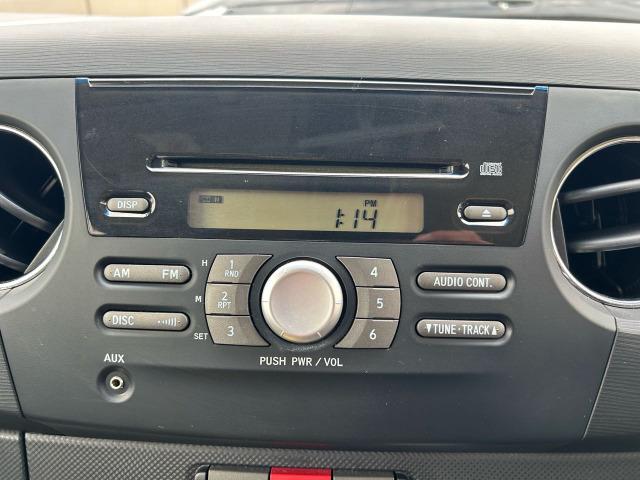 PM
1:14
DISP
AM FM
DISC
AUX
H 1 RND
M 2 RPT
SET 3
4
5
6
PUSH PWR/VOL
AUDIO CONT.
▼TUNE·TRACK▲